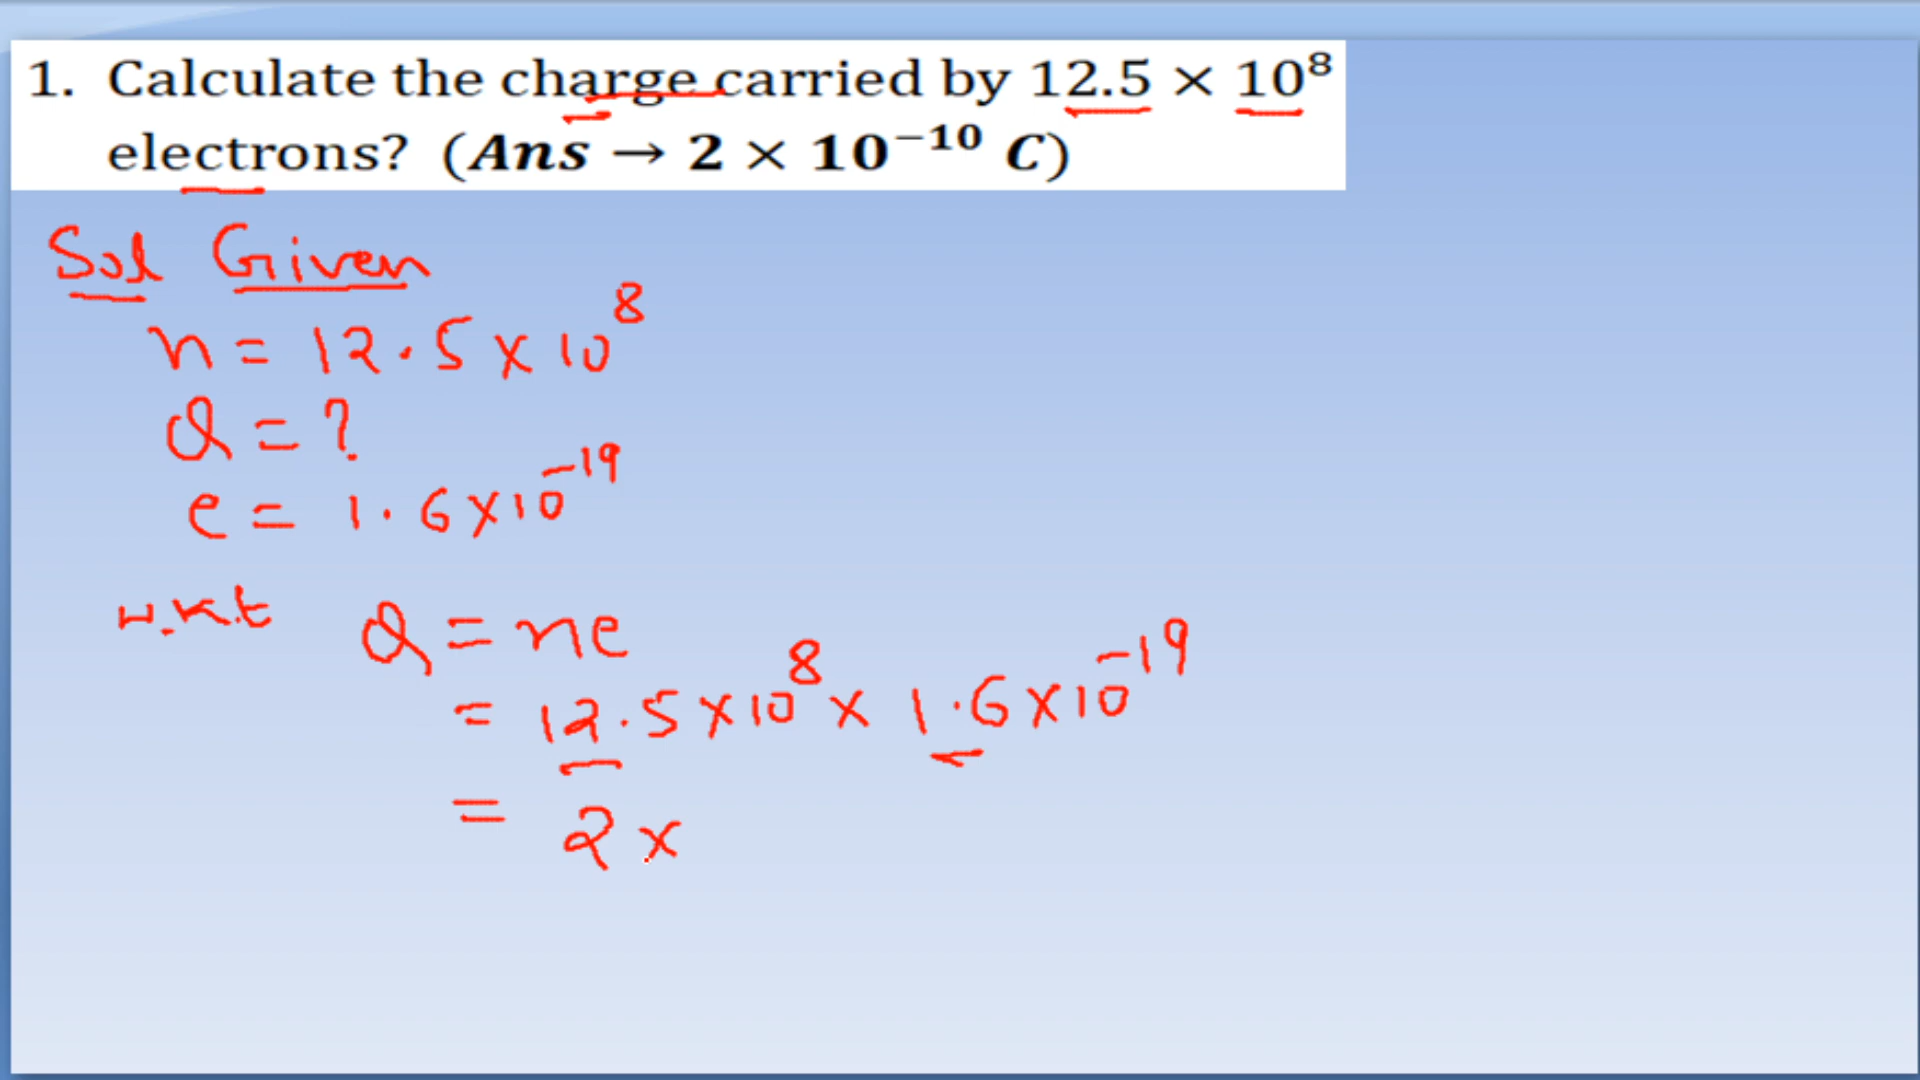 1. Calculate the charge carried by 12.5 × 10⁸
electrons? (Ans → 2 × 10⁻¹⁰ C)
Sol Given
n = 12.5 x 10⁸
Q = ?
e = 1.6 x 10⁻¹⁹
w.k.t Q = ne
= 12.5 x 10⁸ x 1.6 x 10⁻¹⁹
= 2 x